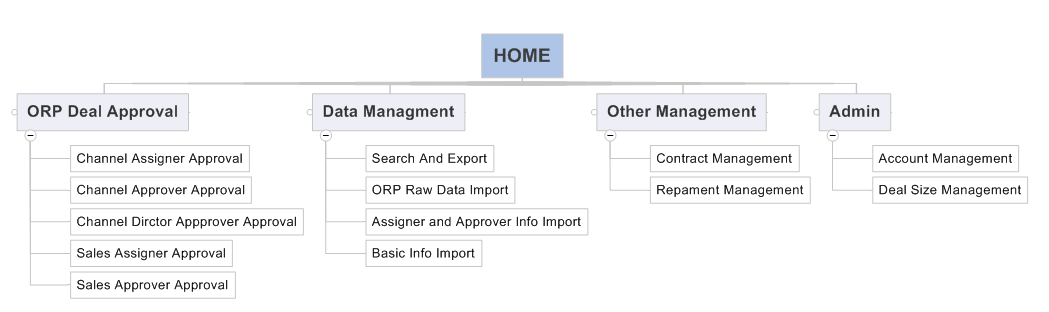 HOME
ORP Deal Approval
Data Managment
Other Management
Admin
Channel Assigner Approval
Channel Approver Approval
Channel Dirctor Appprover Approval
Sales Assigner Approval
Sales Approver Approval
Search And Export
ORP Raw Data Import
Assigner and Approver Info Import
Basic Info Import
Contract Management
Repament Management
Account Management
Deal Size Management